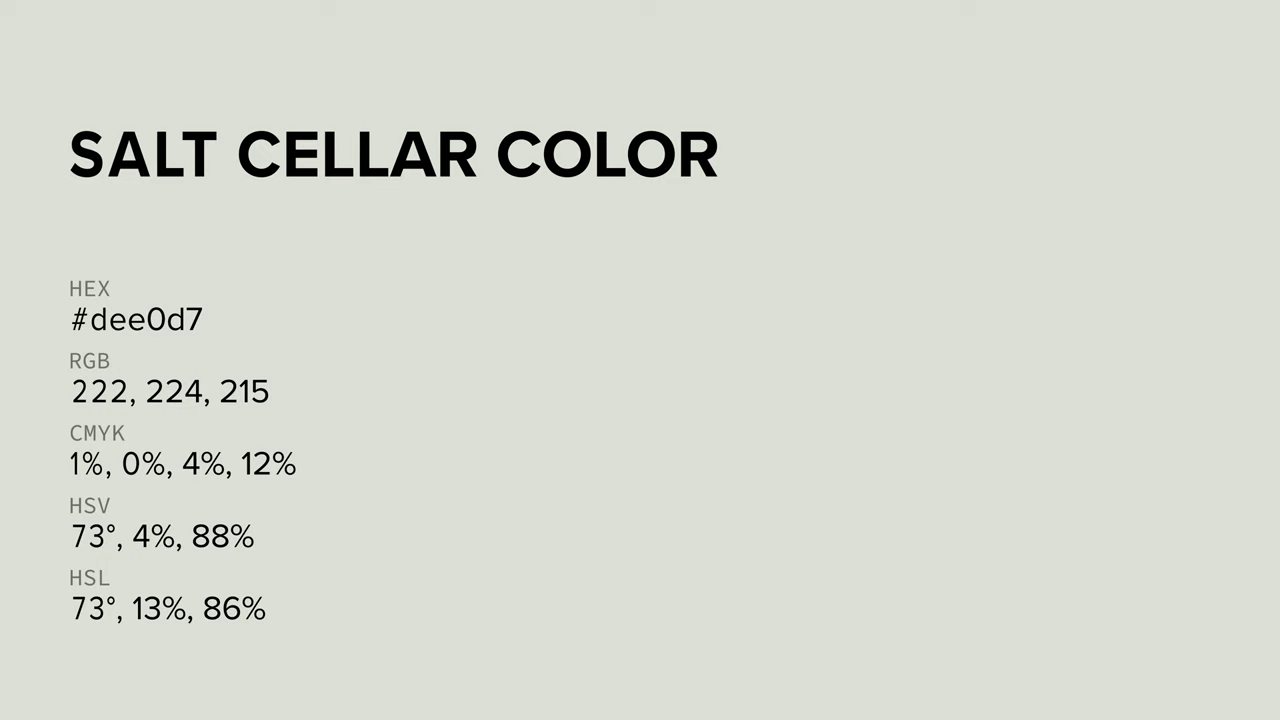 SALT CELLAR COLOR
HEX
#dee0d7
RGB
222, 224, 215
CMYK
1%, 0%, 4%, 12%
HSV
73°, 4%, 88%
HSL
73°, 13%, 86%